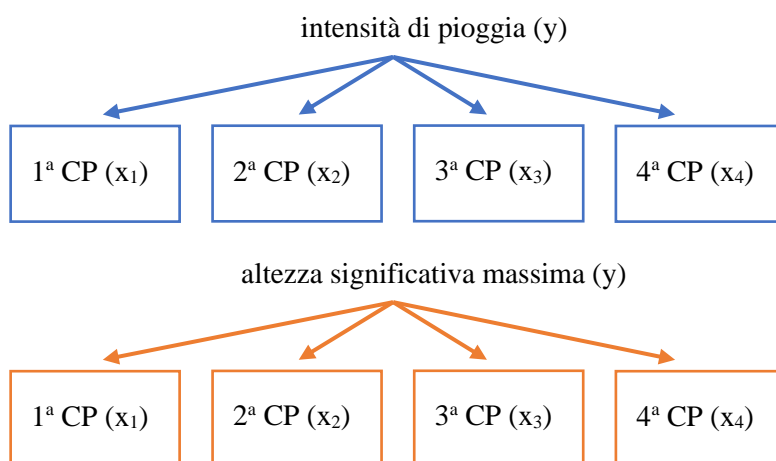 intensità di pioggia (y)
1ª CP (x₁) 2ª CP (x₂) 3ª CP (x₃) 4ª CP (x₄)
altezza significativa massima (y)
1ª CP (x₁) 2ª CP (x₂) 3ª CP (x₃) 4ª CP (x₄)